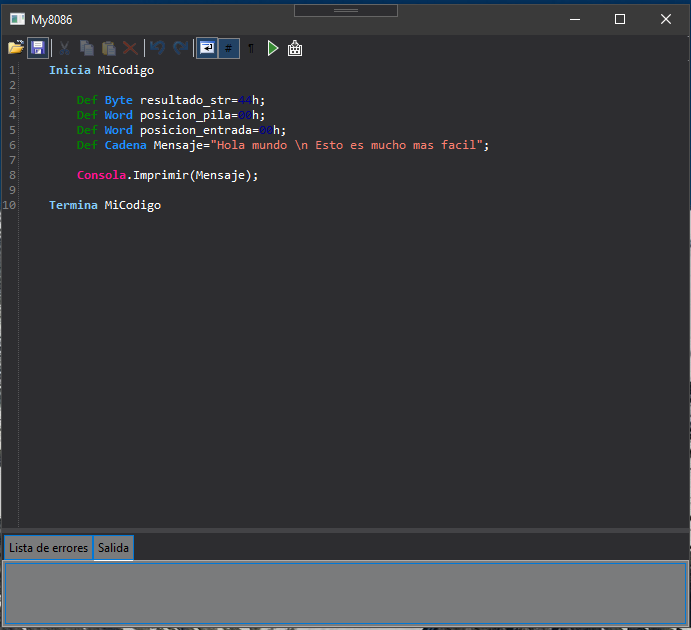 My8086
1 Inicia MiCodigo
2
3 Def Byte resultado_str=44h;
4 Def Word posicion_pila=00h;
5 Def Word posicion_entrada=00h;
6 Def Cadena Mensaje="Hola mundo \n Esto es mucho mas facil";
7
8 Consola.Imprimir(Mensaje);
9
10 Termina MiCodigo
Lista de errores Salida